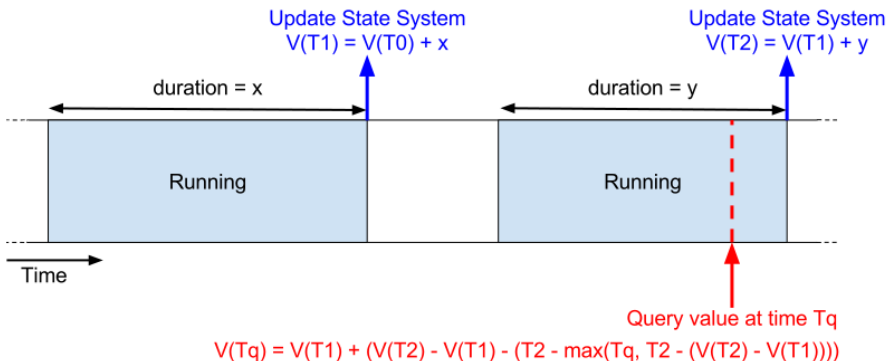 Update State System
V(T1) = V(T0) + x
Update State System
V(T2) = V(T1) + y
duration = x
duration = y
Running
Running
Time
Query value at time Tq
V(Tq) = V(T1) + (V(T2) - V(T1) - (T2 - max(Tq, T2 - (V(T2) - V(T1))))